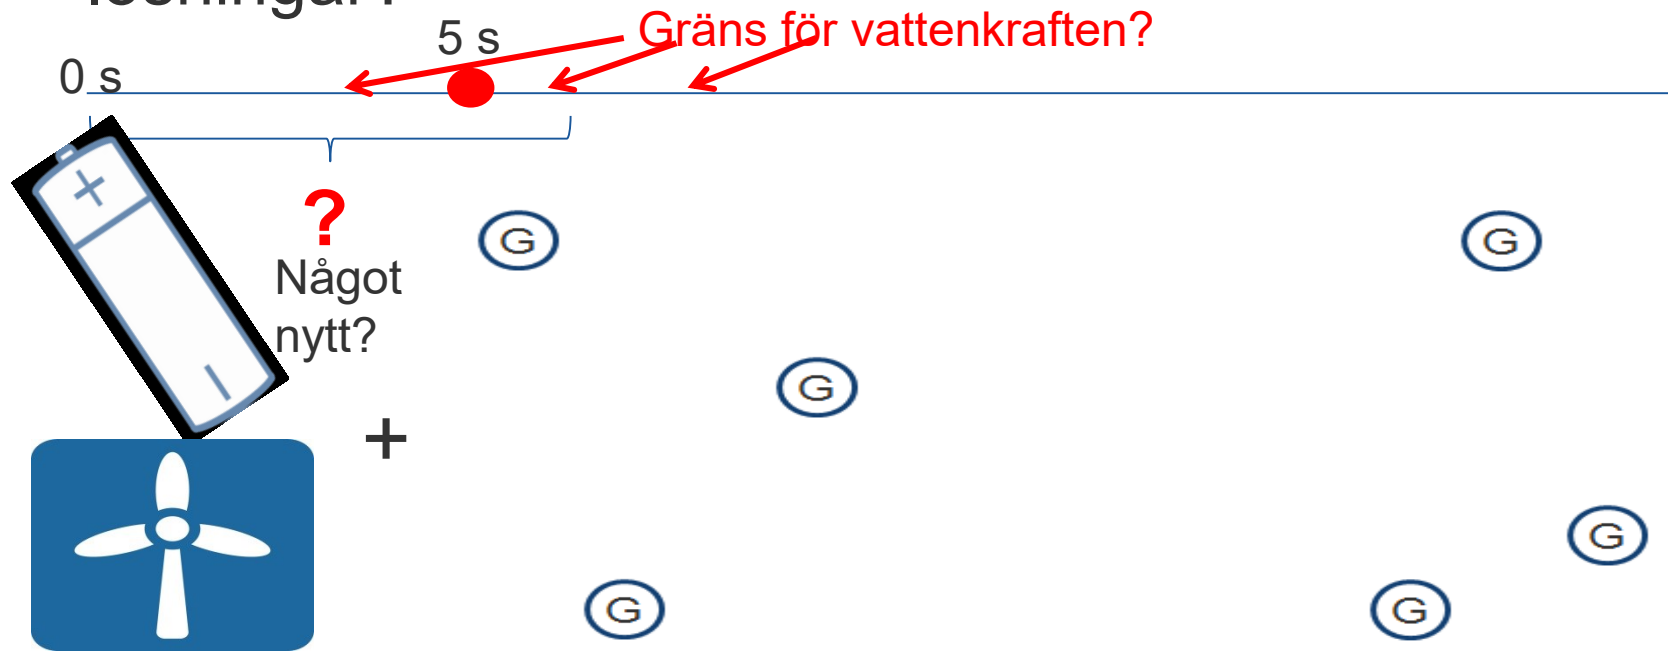 5 s
Gräns för vattenkraften?
0 s
+
?
Något
nytt?
G
G
G
+
G
G
G